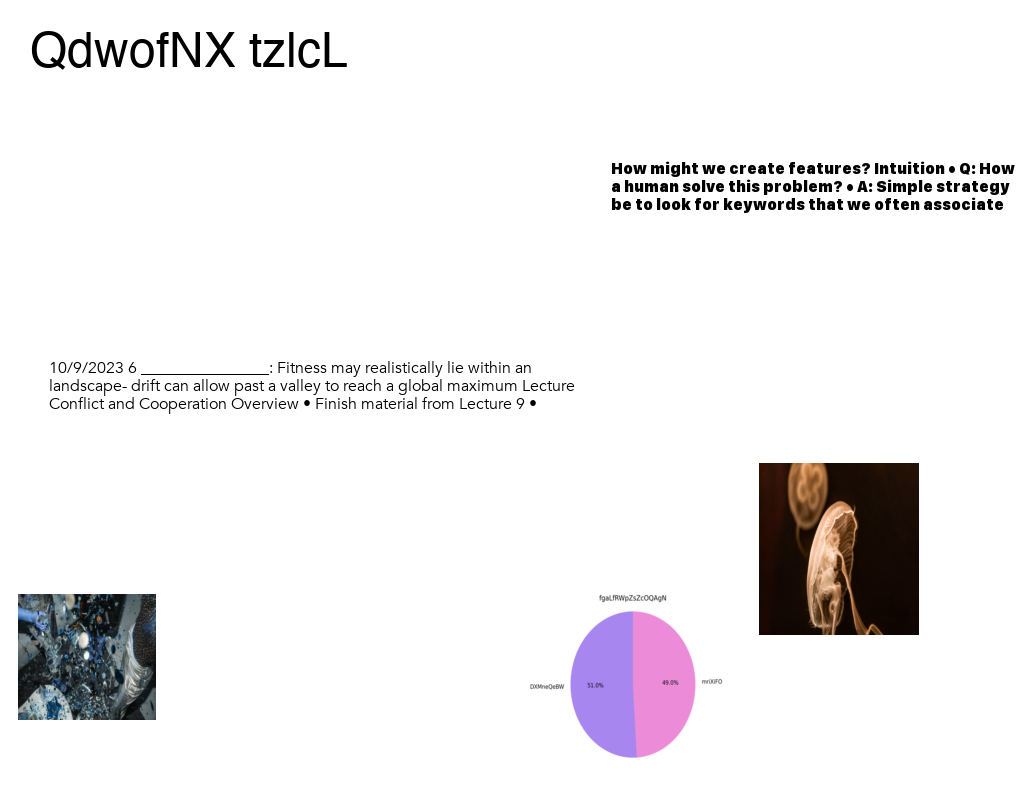 QdwofNX tzlcL
How might we create features? Intuition • Q: How
a human solve this problem? • A: Simple strategy
be to look for keywords that we often associate
10/9/2023 6 ________________: Fitness may realistically lie within an
landscape- drift can allow past a valley to reach a global maximum Lecture
Conflict and Cooperation Overview • Finish material from Lecture 9 •
fgaLfRWpZsZcOQAgN
DXMneQeBW
51.0%
49.0%
mriXiFO